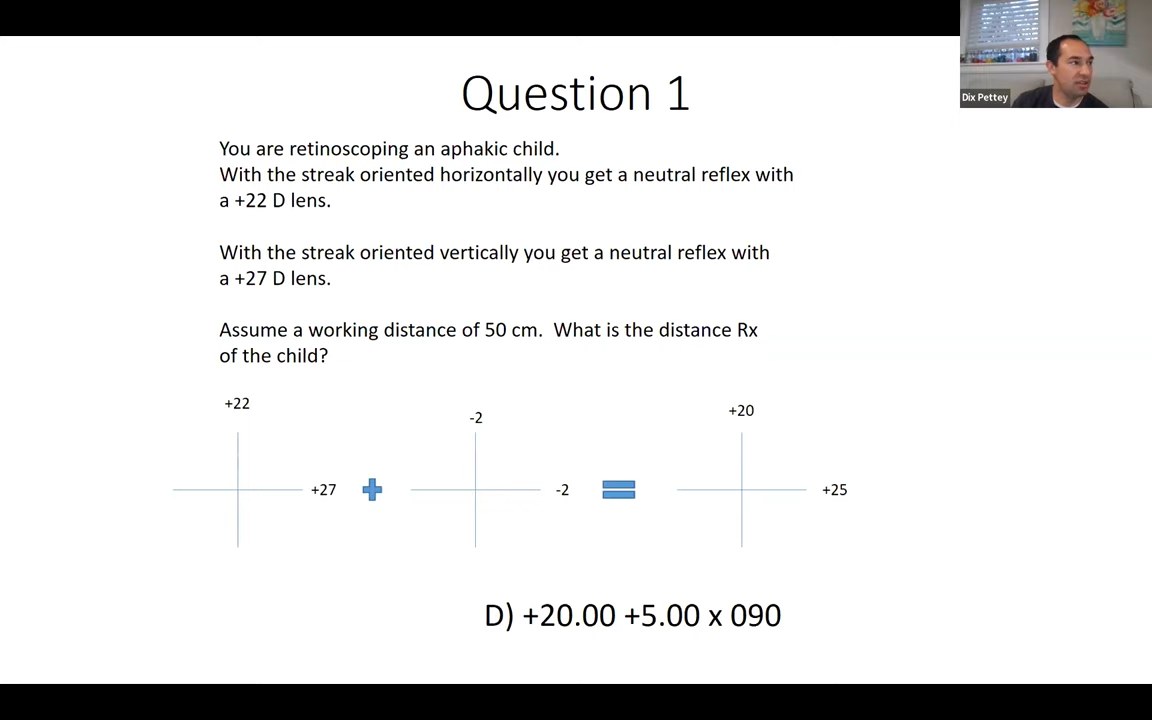 Question 1
Dix Pettey
You are retinoscoping an aphakic child.
With the streak oriented horizontally you get a neutral reflex with
a +22 D lens.
With the streak oriented vertically you get a neutral reflex with
a +27 D lens.
Assume a working distance of 50 cm.  What is the distance Rx
of the child?
+22
-2
+20
+27
-2
+25
D) +20.00 +5.00 x 090